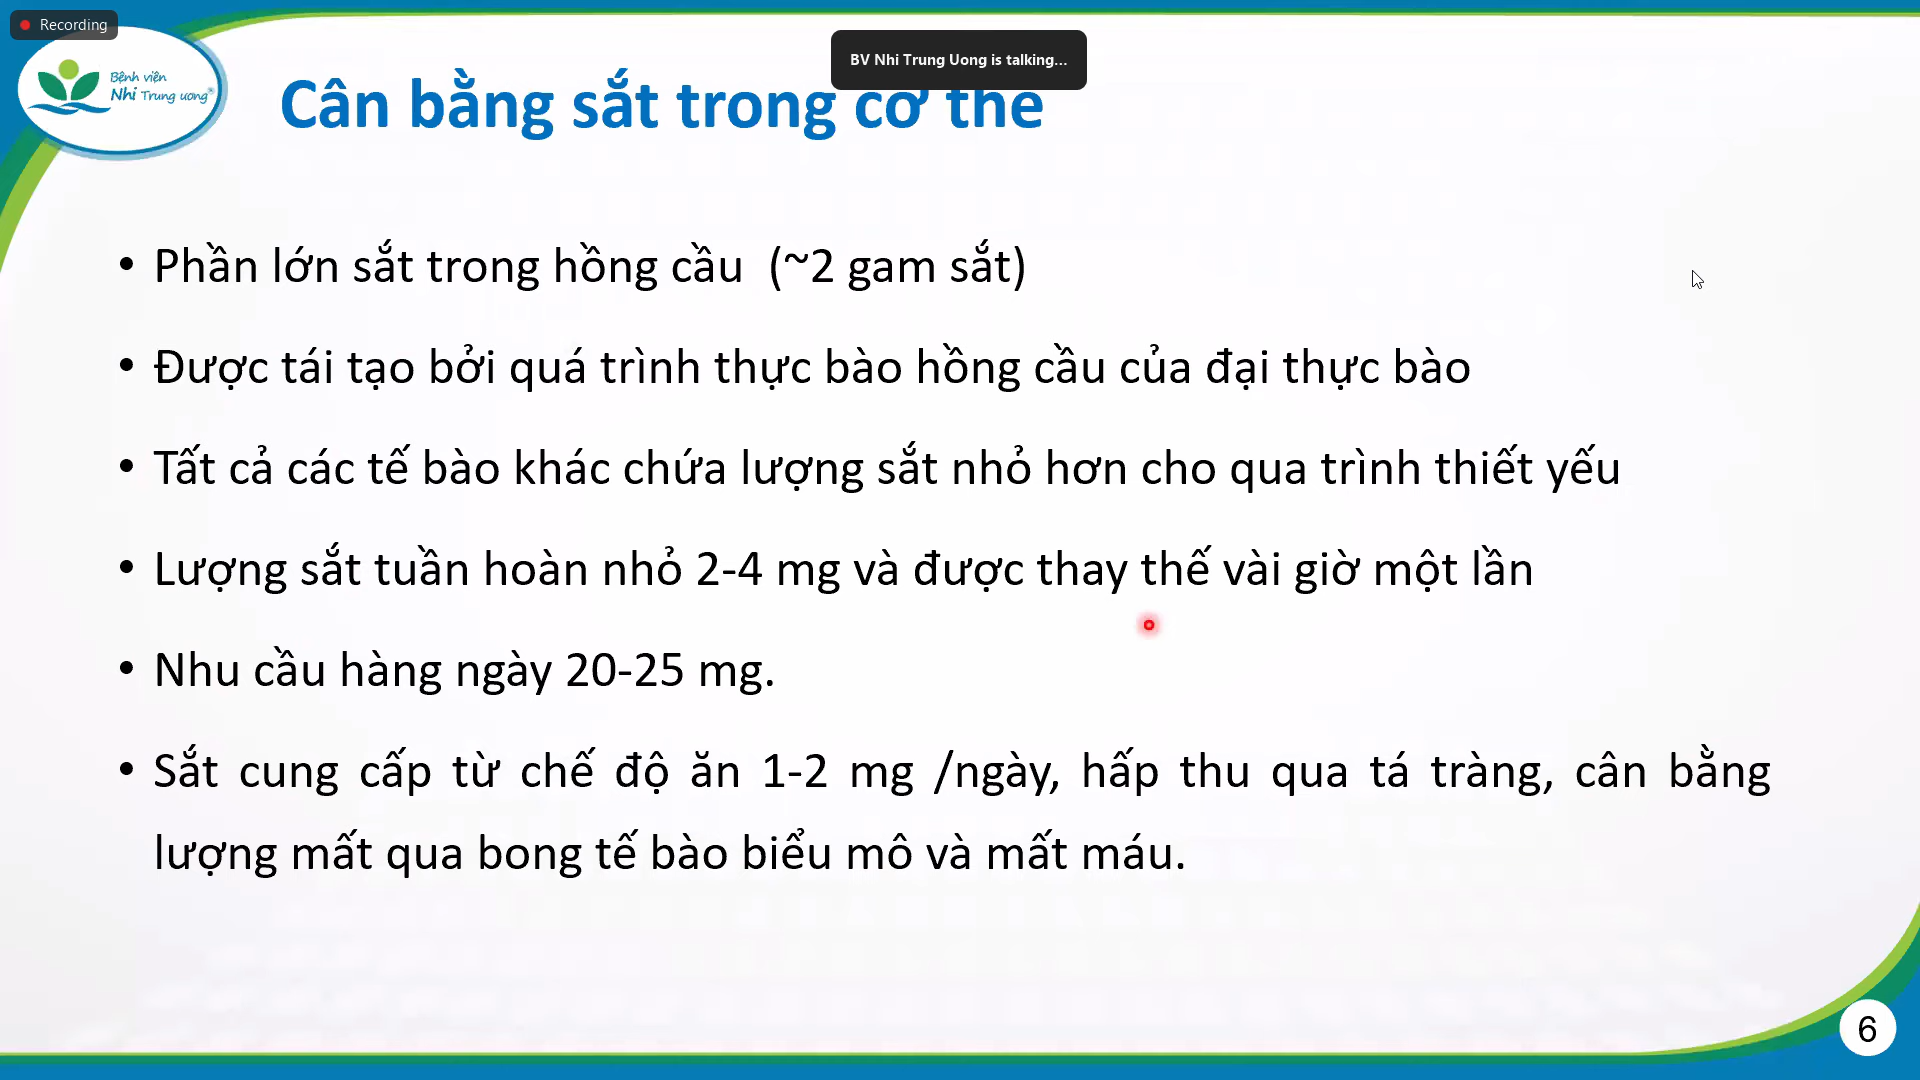 Recording
BV Nhi Trung Uong is talking...
Bệnh viện
Nhi Trung ương
Cân bằng sắt trong cơ thể
• Phần lớn sắt trong hồng cầu (~2 gam sắt)
• Được tái tạo bởi quá trình thực bào hồng cầu của đại thực bào
• Tất cả các tế bào khác chứa lượng sắt nhỏ hơn cho qua trình thiết yếu
• Lượng sắt tuần hoàn nhỏ 2-4 mg và được thay thế vài giờ một lần
• Nhu cầu hàng ngày 20-25 mg.
• Sắt cung cấp từ chế độ ăn 1-2 mg /ngày, hấp thu qua tá tràng, cân bằng
lượng mất qua bong tế bào biểu mô và mất máu.
6